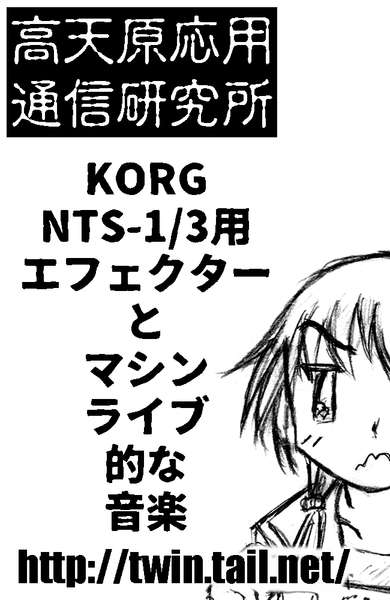 高天原応用
通信研究所
KORG
NTS-1/3用
エフェクター
と
マシン
ライブ
的な
音楽
http://twin.tail.net/